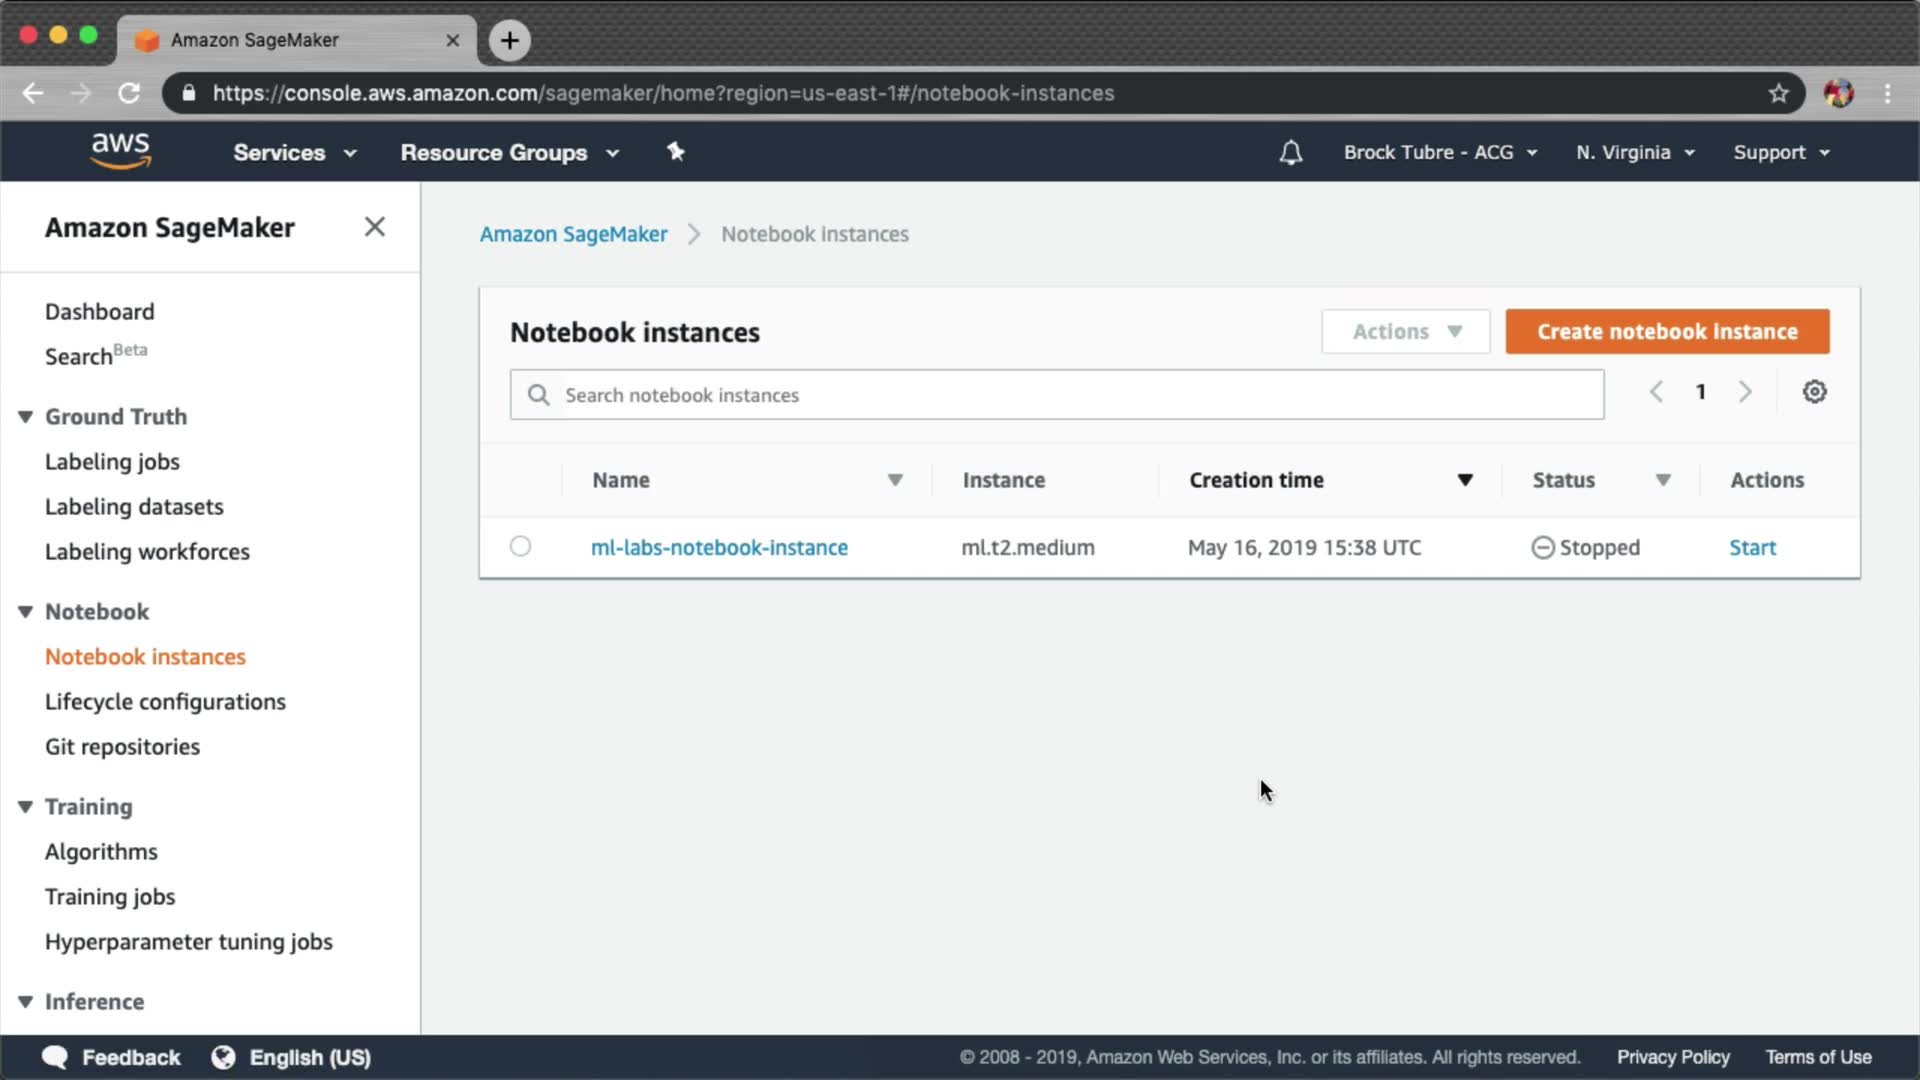 Amazon SageMaker
https://console.aws.amazon.com/sagemaker/home?region=us-east-1#/notebook-instances
aws Services Resource Groups Brock Tubre - ACG N. Virginia Support
Amazon SageMaker
Dashboard
Search Beta
Ground Truth
Labeling jobs
Labeling datasets
Labeling workforces
Notebook
Notebook instances
Lifecycle configurations
Git repositories
Training
Algorithms
Training jobs
Hyperparameter tuning jobs
Inference
Amazon SageMaker Notebook instances
Notebook instances Actions Create notebook instance
Search notebook instances 1
Name Instance Creation time Status Actions
ml-labs-notebook-instance ml.t2.medium May 16, 2019 15:38 UTC Stopped Start
Feedback English (US) © 2008 - 2019, Amazon Web Services, Inc. or its affiliates. All rights reserved. Privacy Policy Terms of Use